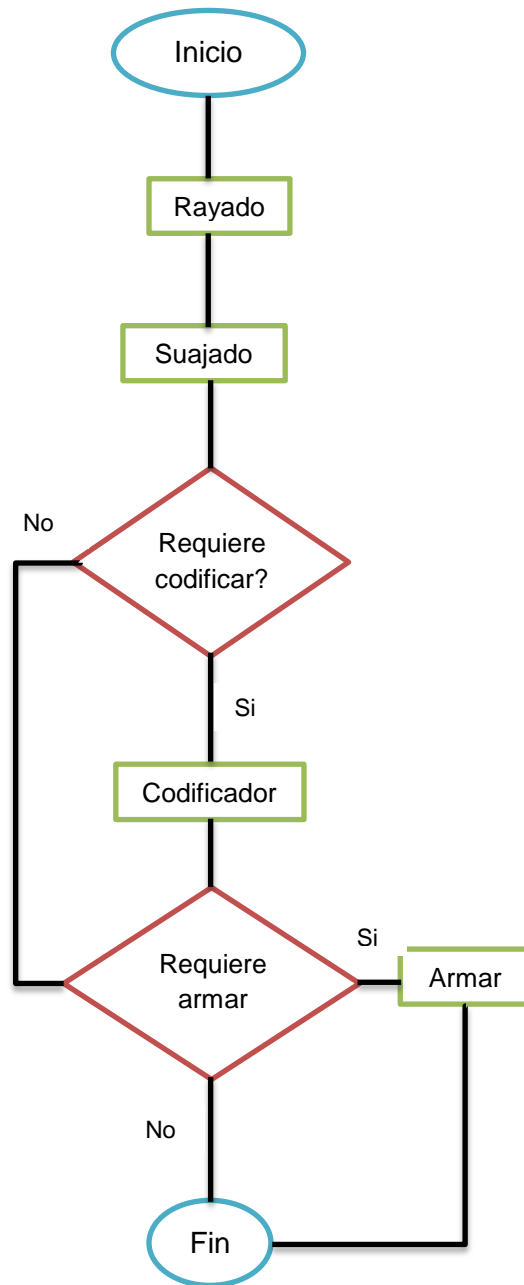 Inicio
Rayado
Suajado
No
Requiere
codificar?
Si
Codificador
Si
Requiere
armar
Armar
No
Fin